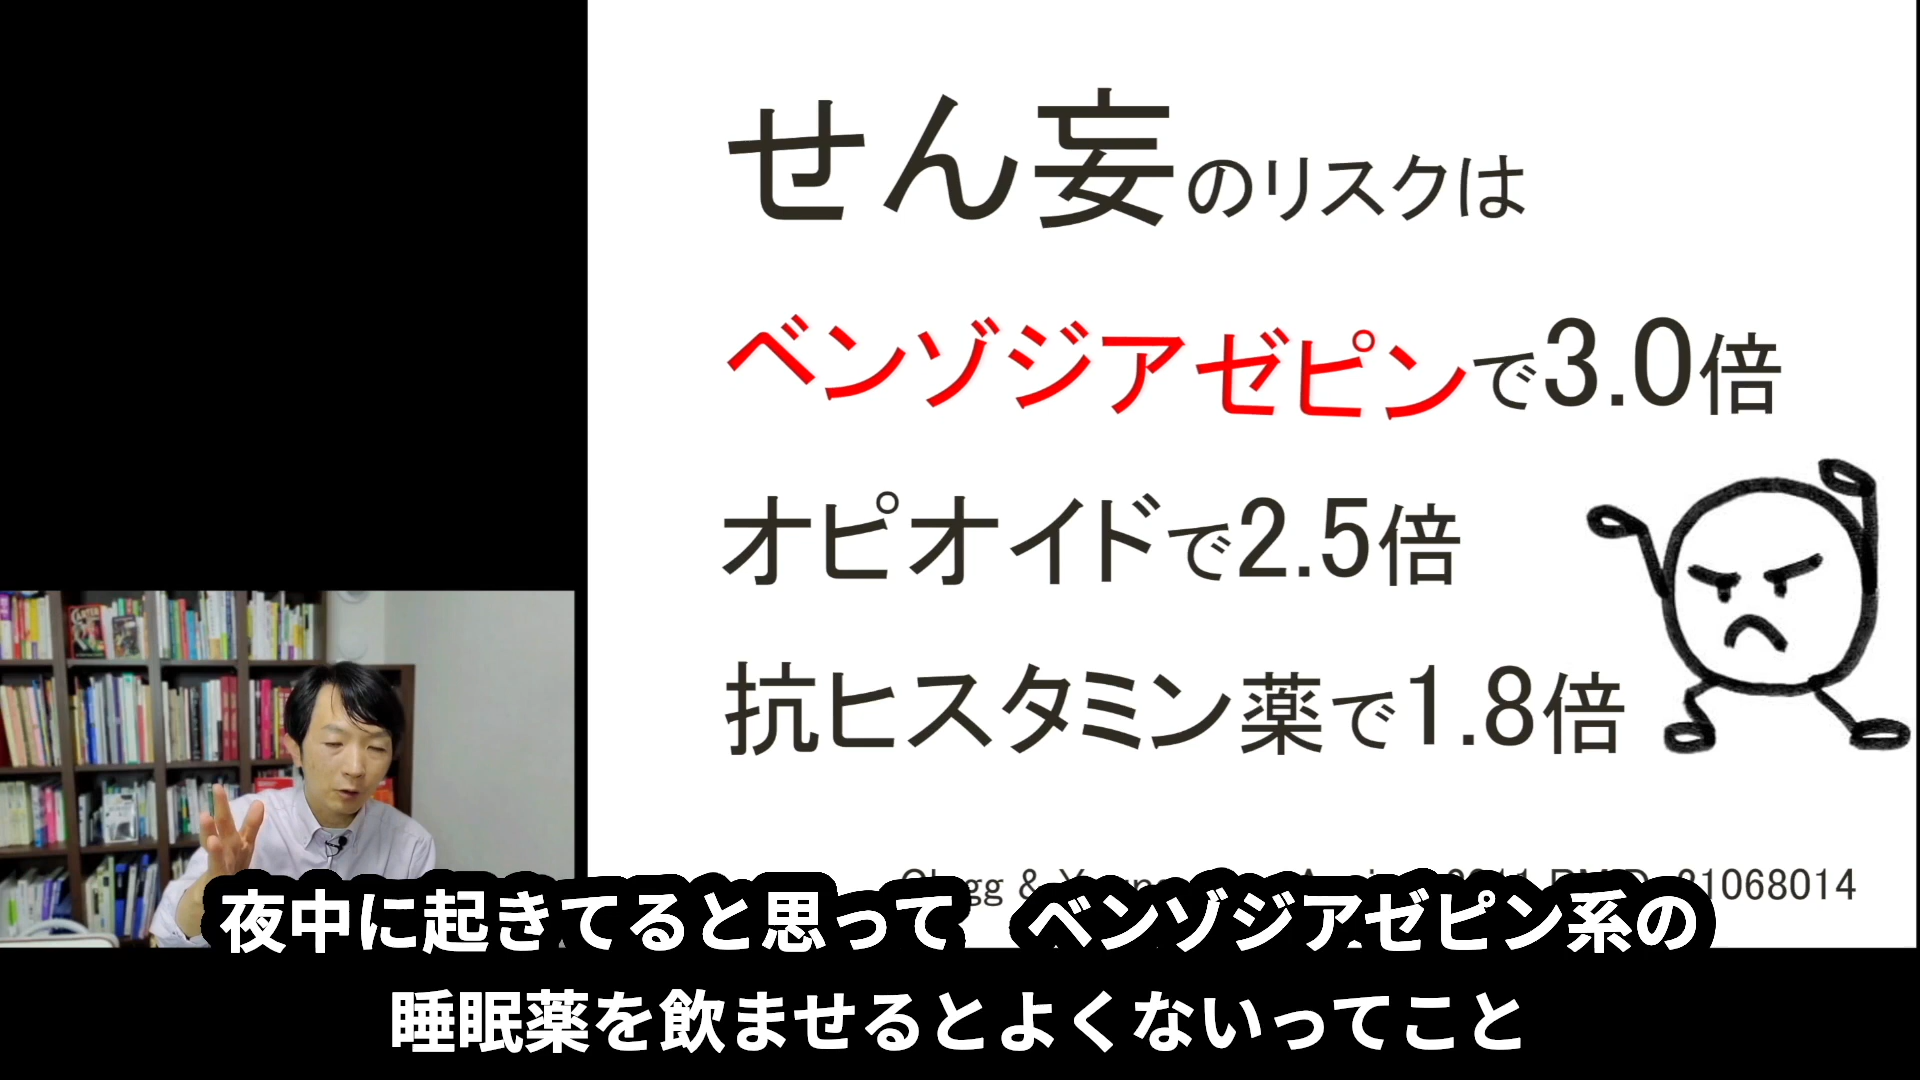 せん妄のリスクは
ベンゾジアゼピンで3.0倍
オピオイドで2.5倍
抗ヒスタミン薬で1.8倍
& 21068014
夜中に起きてると思って ベンゾジアゼピン系の
睡眠薬を飲ませるとよくないってこと